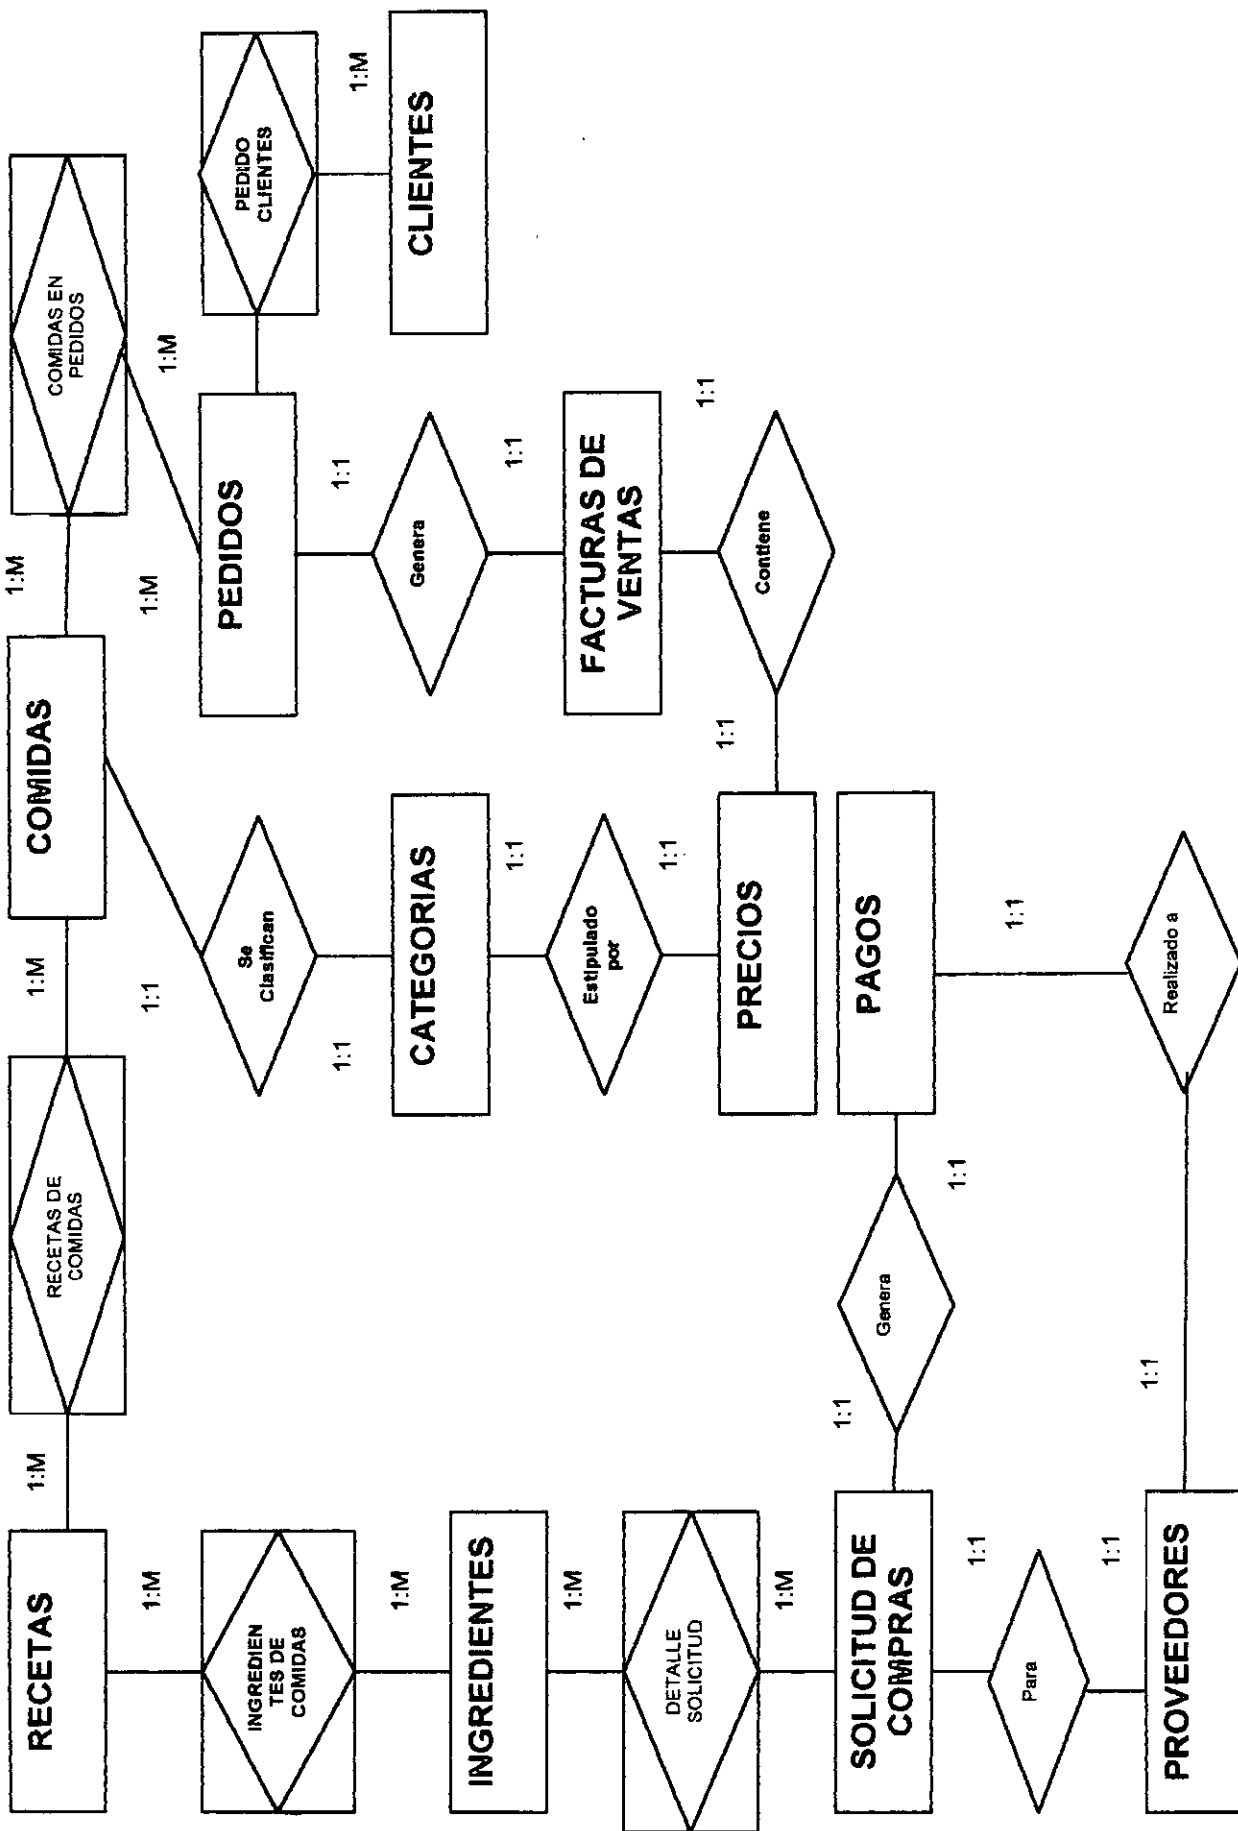 RECETAS
1:M
RECETAS DE
COMIDAS
1:M
COMIDAS
1:M
COMIDAS EN
PEDIDOS
1:M
1:1
1:M
1:M
INGREDIEN
TES DE
COMIDAS
Se
Clasifican
PEDIDOS
PEDIDO
CLIENTES
1:M
1:1
1:1
1:M
INGREDIENTES
CATEGORIAS
Genera
CLIENTES
1:M
1:1
1:1
DETALLE
SOLICITUD
Estipulado
por
FACTURAS DE
VENTAS
1:M
1:1
1:1
1:1
PRECIOS
Contiene
1:1
SOLICITUD DE
COMPRAS
Genera
PAGOS
1:1
1:1
1:1
Para
1:1
1:1
Realizado a
PROVEEDORES